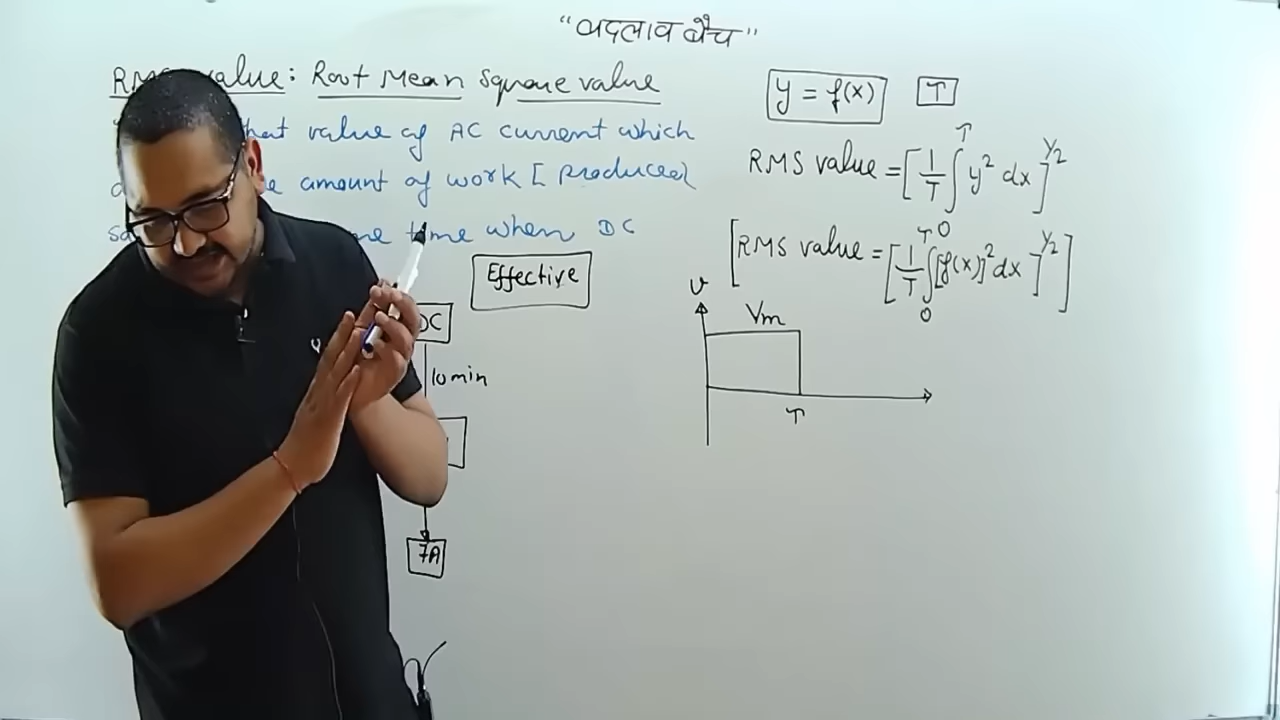 “बदलाव बैच”
RMS value: Root Mean Square value
that value of AC current which
amount of work [ produced
time when DC
Effective
DC
10 min
7A
y = f(x)
T
RMS value = [ 1/T ∫₀ᵀ y² dx ]^1/2
[ RMS value = [ 1/T ∫₀ᵀ [f(x)]² dx ]^1/2 ]
v
Vm
T